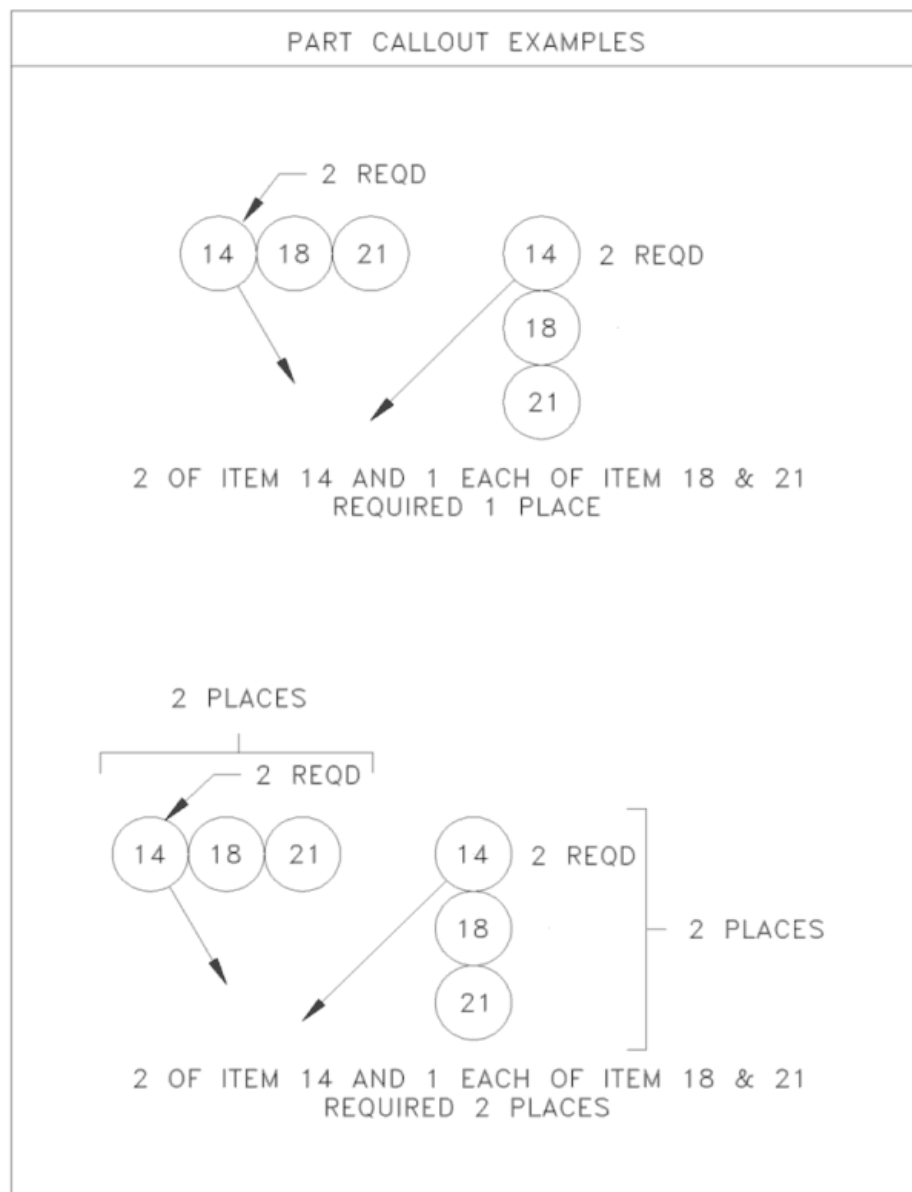 PART CALLOUT EXAMPLES
2 REQD
14 18 21
14 2 REQD
18
21
2 OF ITEM 14 AND 1 EACH OF ITEM 18 & 21
REQUIRED 1 PLACE
2 PLACES
2 REQD
14 18 21
14 2 REQD
18
2 PLACES
21
2 OF ITEM 14 AND 1 EACH OF ITEM 18 & 21
REQUIRED 2 PLACES